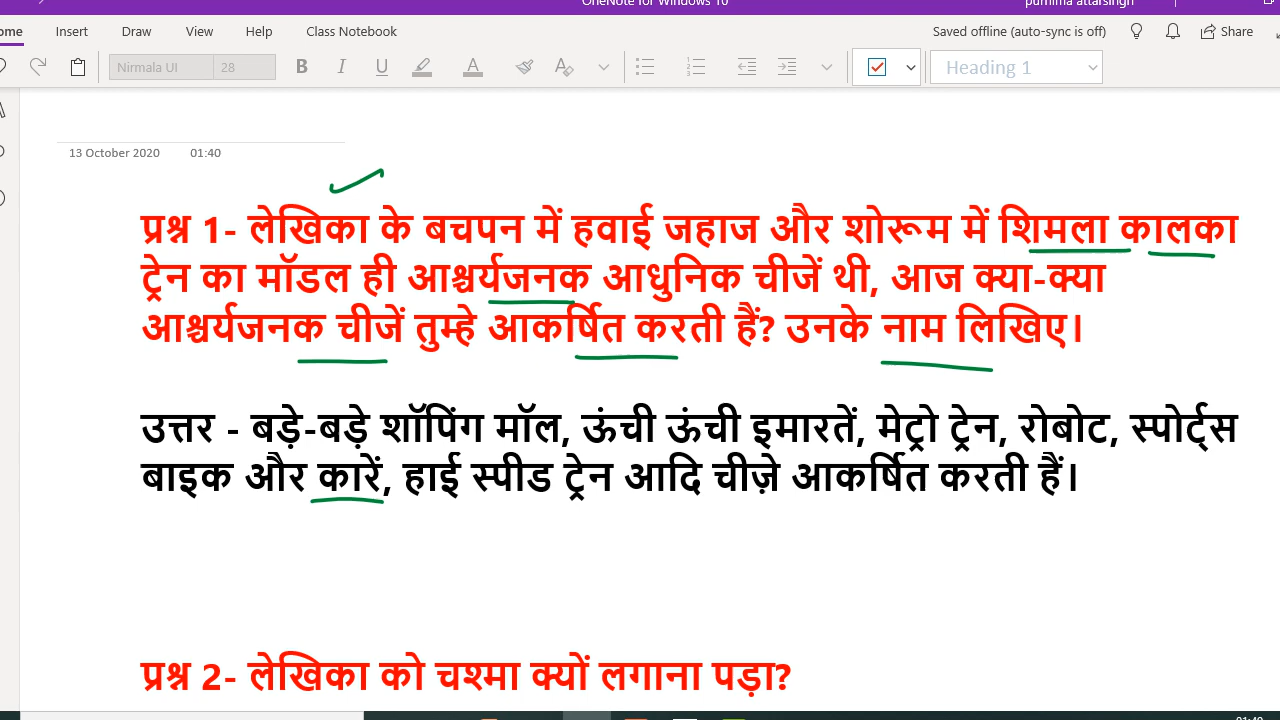 OneNote for Windows 10
purnima attarsingh
Insert Draw View Help Class Notebook
Saved offline (auto-sync is off) Share
Nirmala UI 28 B I U A Heading 1
13 October 2020 01:40
प्रश्न 1- लेखिका के बचपन में हवाई जहाज और शोरूम में शिमला कालका
ट्रेन का मॉडल ही आश्चर्यजनक आधुनिक चीजें थी, आज क्या-क्या
आश्चर्यजनक चीजें तुम्हे आकर्षित करती हैं? उनके नाम लिखिए।
उत्तर - बड़े-बड़े शॉपिंग मॉल, ऊंची ऊंची इमारतें, मेट्रो ट्रेन, रोबोट, स्पोर्ट्स
बाइक और कारें, हाई स्पीड ट्रेन आदि चीज़े आकर्षित करती हैं।
प्रश्न 2- लेखिका को चश्मा क्यों लगाना पड़ा?